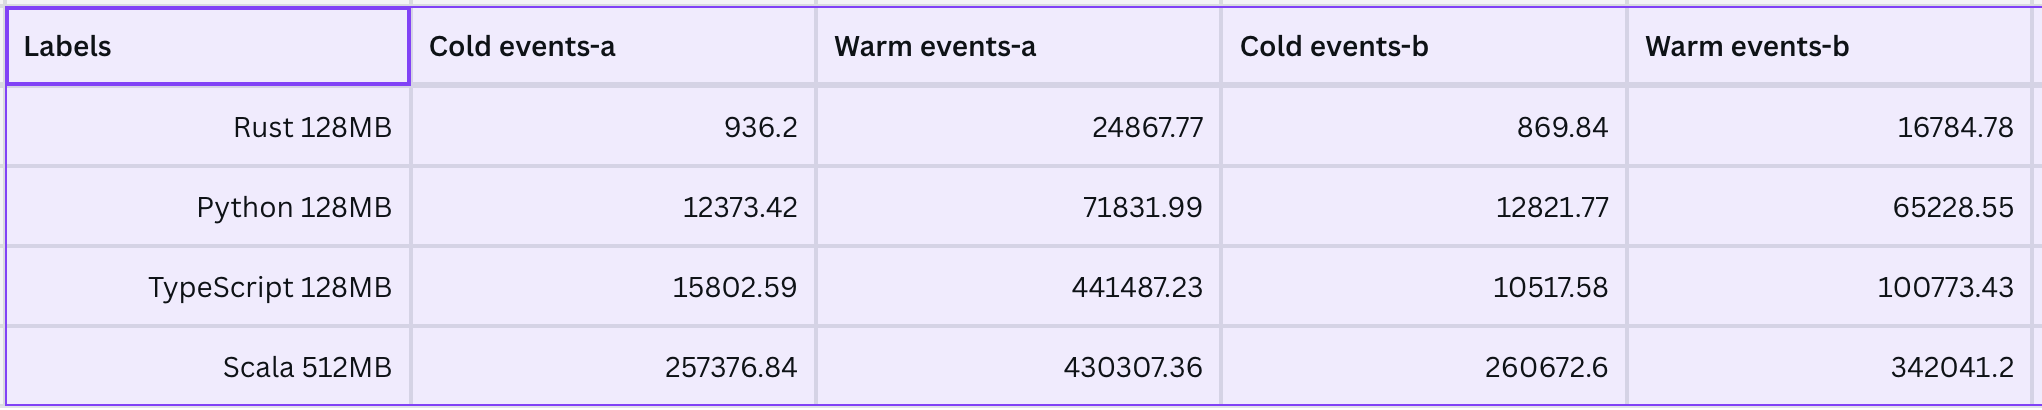 Labels Cold events-a Warm events-a Cold events-b Warm events-b
Rust 128MB 936.2 24867.77 869.84 16784.78
Python 128MB 12373.42 71831.99 12821.77 65228.55
TypeScript 128MB 15802.59 441487.23 10517.58 100773.43
Scala 512MB 257376.84 430307.36 260672.6 342041.2